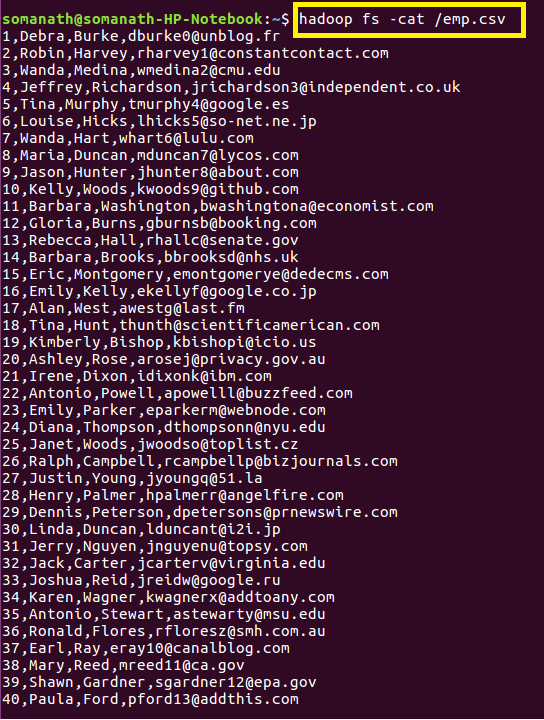 somanath@somanath-HP-Notebook:~$ hadoop fs -cat /emp.csv
1,Debra,Burke,dburke0@unblog.fr
2,Robin,Harvey,rharvey1@constantcontact.com
3,Wanda,Medina,wmedina2@cmu.edu
4,Jeffrey,Richardson,jrichardson3@independent.co.uk
5,Tina,Murphy,tmurphy4@google.es
6,Louise,Hicks,lhicks5@so-net.ne.jp
7,Wanda,Hart,whart6@lulu.com
8,Maria,Duncan,mduncan7@lycos.com
9,Jason,Hunter,jhunter8@about.com
10,Kelly,Woods,kwoods9@github.com
11,Barbara,Washington,bwashingtona@economist.com
12,Gloria,Burns,gburnsb@booking.com
13,Rebecca,Hall,rhallc@senate.gov
14,Barbara,Brooks,bbrooksd@nhs.uk
15,Eric,Montgomery,emontgomerye@dedecms.com
16,Emily,Kelly,ekellyf@google.co.jp
17,Alan,West,awestg@last.fm
18,Tina,Hunt,thunth@scientificamerican.com
19,Kimberly,Bishop,kbishopi@icio.us
20,Ashley,Rose,arosej@privacy.gov.au
21,Irene,Dixon,idixonk@ibm.com
22,Antonio,Powell,apowelll@buzzfeed.com
23,Emily,Parker,eparkerm@webnode.com
24,Diana,Thompson,dthompsonn@nyu.edu
25,Janet,Woods,jwoodso@toplist.cz
26,Ralph,Campbell,rcampbellp@bizjournals.com
27,Justin,Young,jyoungq@51.la
28,Henry,Palmer,hpalmerr@angelfire.com
29,Dennis,Peterson,dpetersons@prnewswire.com
30,Linda,Duncan,lduncant@i2i.jp
31,Jerry,Nguyen,jnguyenu@topsy.com
32,Jack,Carter,jcarterv@virginia.edu
33,Joshua,Reid,jreidw@google.ru
34,Karen,Wagner,kwagnerx@addtoany.com
35,Antonio,Stewart,astewarty@msu.edu
36,Ronald,Flores,rfloresz@smh.com.au
37,Earl,Ray,eray10@canalblog.com
38,Mary,Reed,mreed11@ca.gov
39,Shawn,Gardner,sgardner12@epa.gov
40,Paula,Ford,pford13@addthis.com